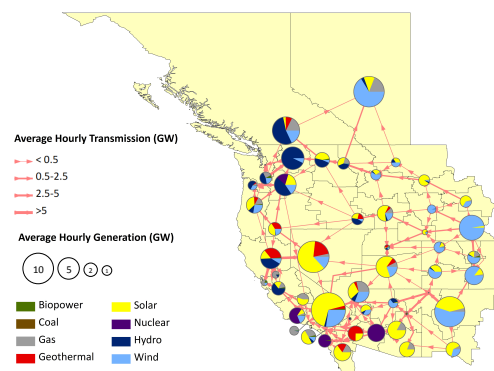 Average Hourly Transmission (GW)
< 0.5
0.5-2.5
2.5-5
>5
Average Hourly Generation (GW)
10 5 2 1
Biopower Solar
Coal Nuclear
Gas Hydro
Geothermal Wind